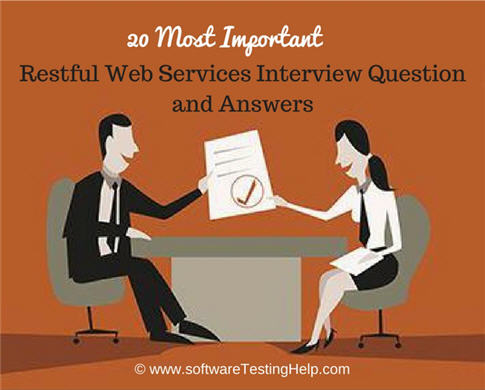 20 Most Important
Restful Web Services Interview Question
and Answers
© www.softwareTestingHelp.com